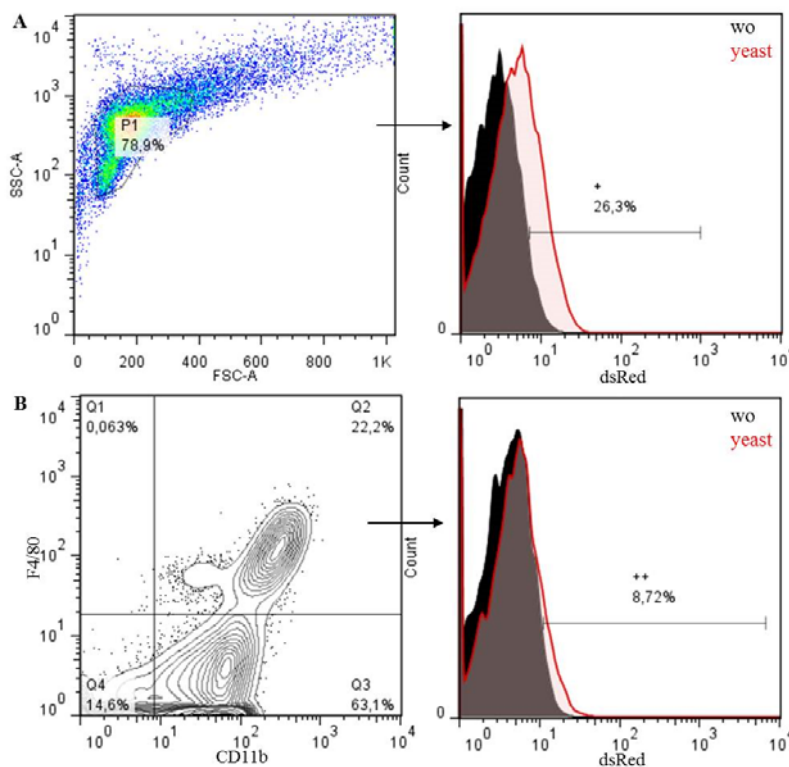 A
10^4
10^3
10^2
10^1
10^0
SSC-A
P1
78,9%
0
200
400
600
800
1K
FSC-A
Count
wo
yeast
+
26,3%
0
10^0
10^1
10^2
10^3
10^4
dsRed
B
10^4
10^3
10^2
10^1
10^0
F4/80
Q1
0,063%
Q2
22,2%
Q4
14,6%
Q3
63,1%
10^0
10^1
10^2
10^3
10^4
CD11b
Count
wo
yeast
++
8,72%
0
10^0
10^1
10^2
10^3
10^4
dsRed